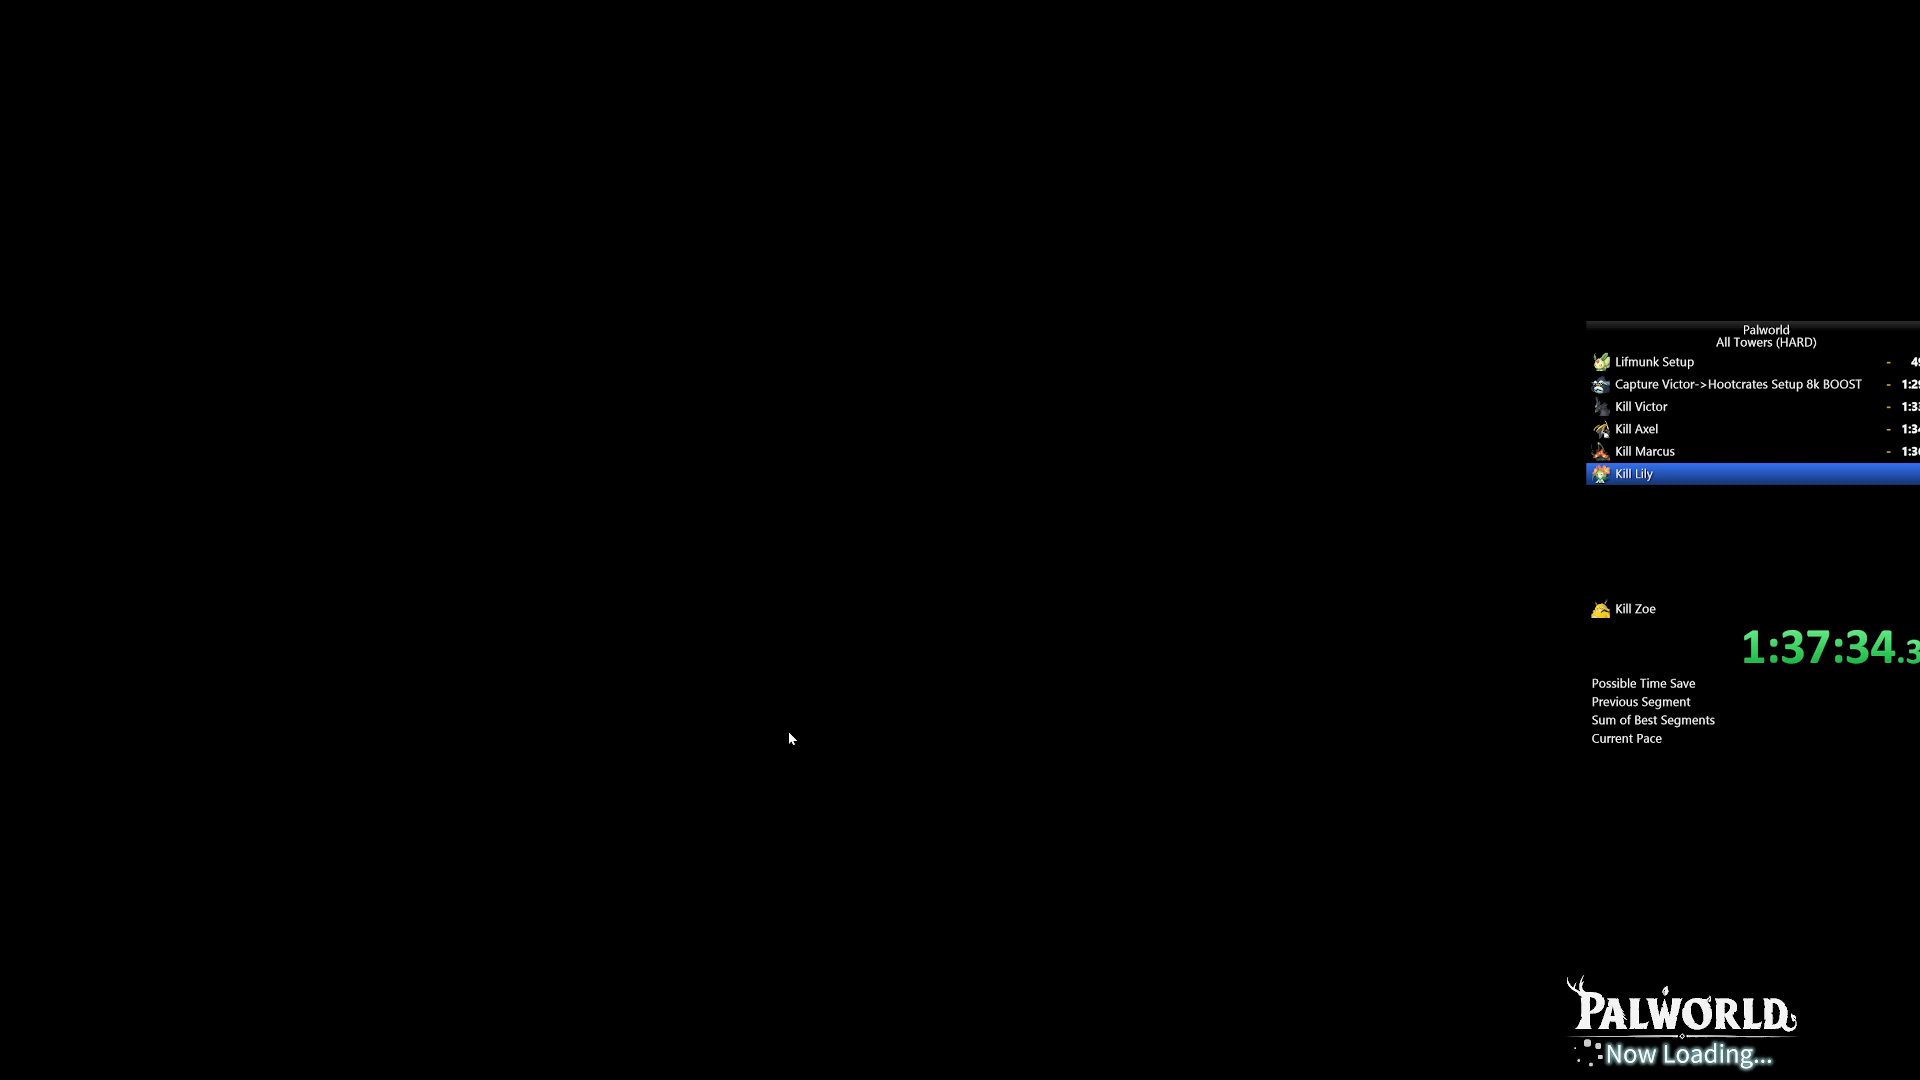 Palworld
All Towers (HARD)
Lifmunk Setup -
Capture Victor->Hootcrates Setup 8k BOOST - 
Kill Victor -
Kill Axel -
Kill Marcus -
Kill Lily
Kill Zoe
1:37:34.3
Possible Time Save
Previous Segment
Sum of Best Segments
Current Pace
PALWORLD
Now Loading...